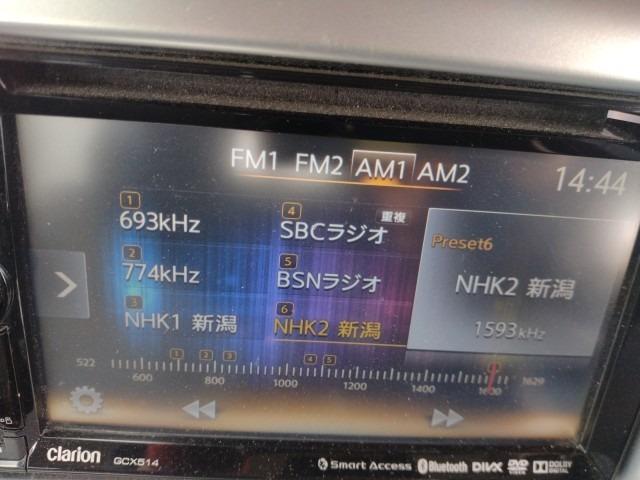 FM1 FM2 AM1 AM2
14:44
1
693kHz
2
774kHz
3
NHK1 新潟
4
SBCラジオ
重複
5
BSNラジオ
6
NHK2 新潟
Preset6
NHK2 新潟
1593kHz
1 2 3 4 5
522 600 800 1000 1200 1400 1600 1629
clarion GCX514 Smart Access Bluetooth DIVX DVD VIDEO DOLBY DIGITAL